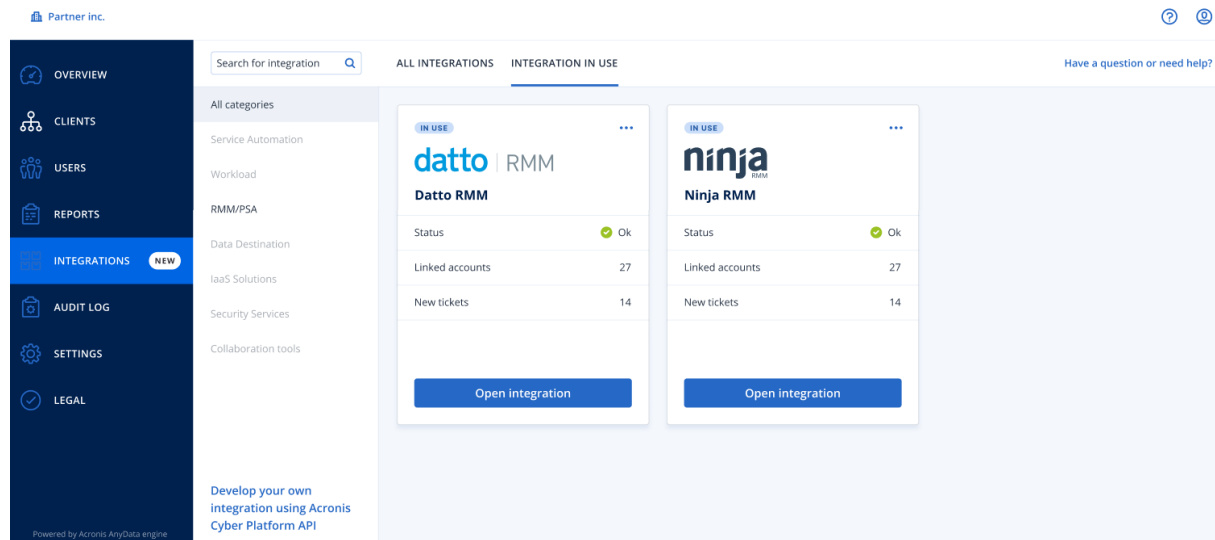 Partner inc.
OVERVIEW
CLIENTS
USERS
REPORTS
INTEGRATIONS NEW
AUDIT LOG
SETTINGS
LEGAL
Powered by Acronis AnyData engine
Search for integration
All categories
Service Automation
Workload
RMM/PSA
Data Destination
IaaS Solutions
Security Services
Collaboration tools
Develop your own
integration using Acronis
Cyber Platform API
ALL INTEGRATIONS INTEGRATION IN USE
Have a question or need help?
IN USE
datto RMM
Datto RMM
Status Ok
Linked accounts 27
New tickets 14
Open integration
IN USE
ninja
RMM
Ninja RMM
Status Ok
Linked accounts 27
New tickets 14
Open integration